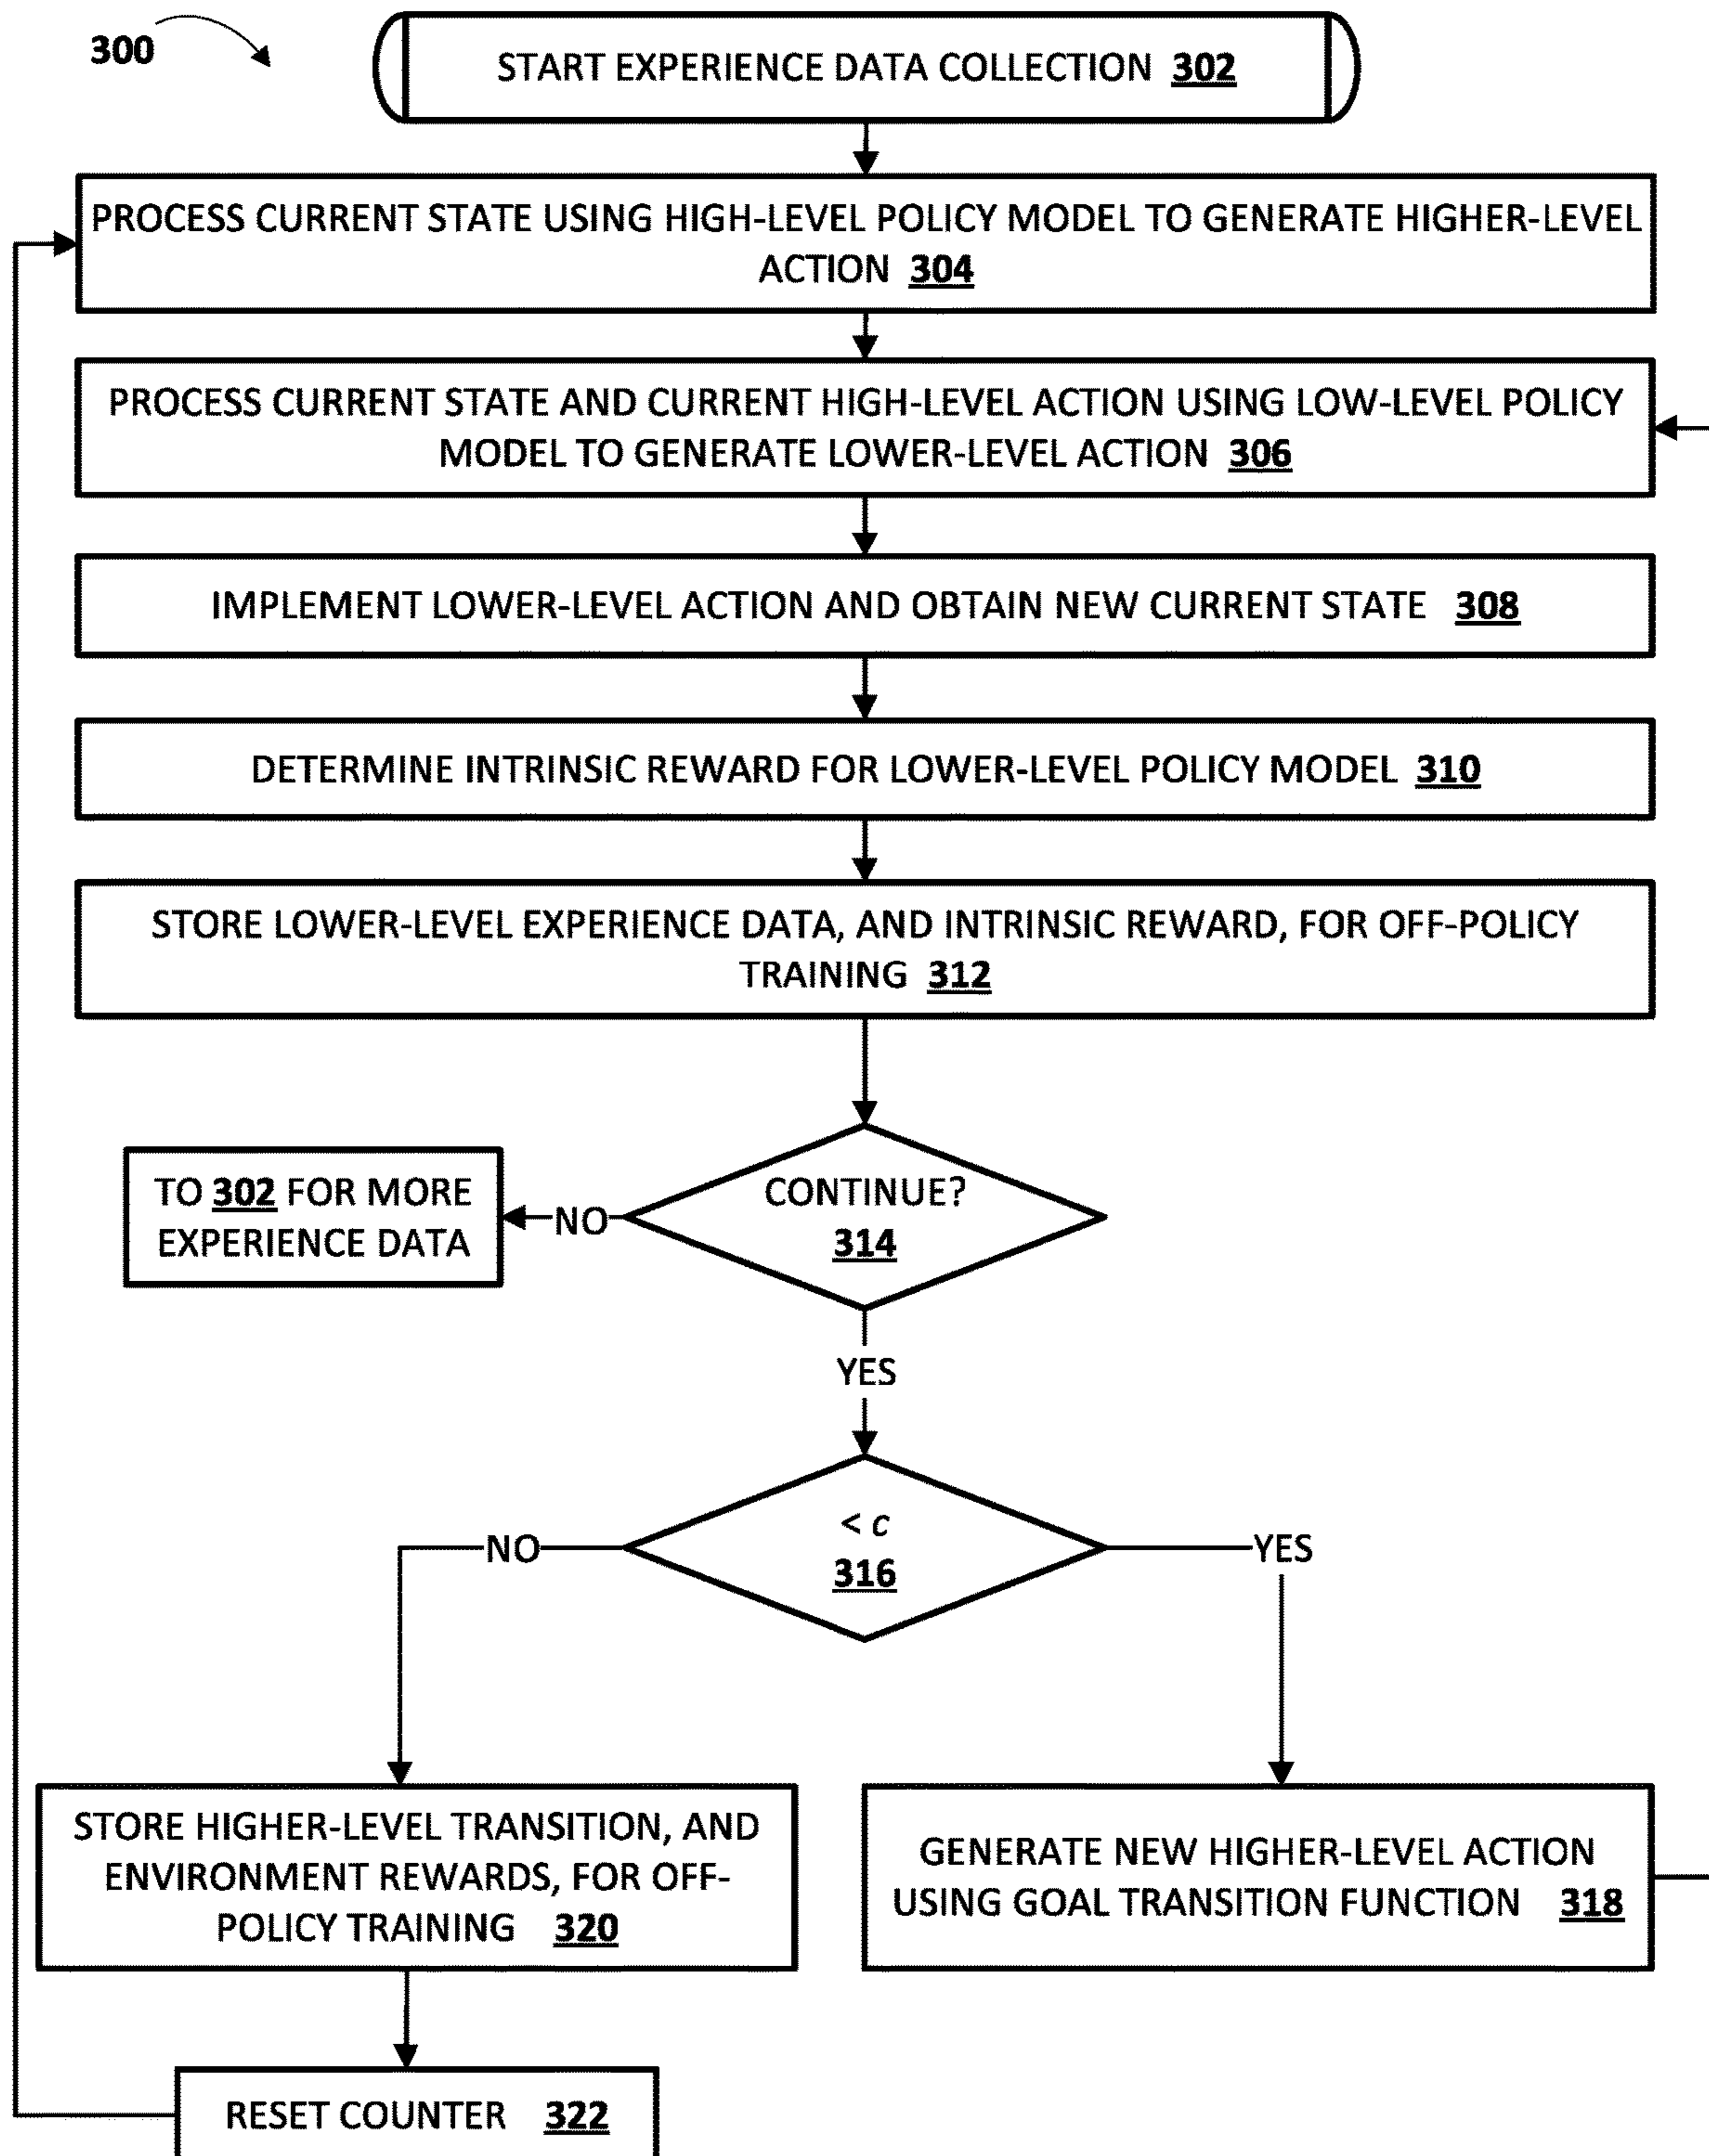 300
START EXPERIENCE DATA COLLECTION 302
PROCESS CURRENT STATE USING HIGH-LEVEL POLICY MODEL TO GENERATE HIGHER-LEVEL
ACTION 304
PROCESS CURRENT STATE AND CURRENT HIGH-LEVEL ACTION USING LOW-LEVEL POLICY
MODEL TO GENERATE LOWER-LEVEL ACTION 306
IMPLEMENT LOWER-LEVEL ACTION AND OBTAIN NEW CURRENT STATE 308
DETERMINE INTRINSIC REWARD FOR LOWER-LEVEL POLICY MODEL 310
STORE LOWER-LEVEL EXPERIENCE DATA, AND INTRINSIC REWARD, FOR OFF-POLICY
TRAINING 312
CONTINUE?
314
NO
TO 302 FOR MORE
EXPERIENCE DATA
YES
< c
316
NO
YES
STORE HIGHER-LEVEL TRANSITION, AND
ENVIRONMENT REWARDS, FOR OFF-
POLICY TRAINING 320
GENERATE NEW HIGHER-LEVEL ACTION
USING GOAL TRANSITION FUNCTION 318
RESET COUNTER 322